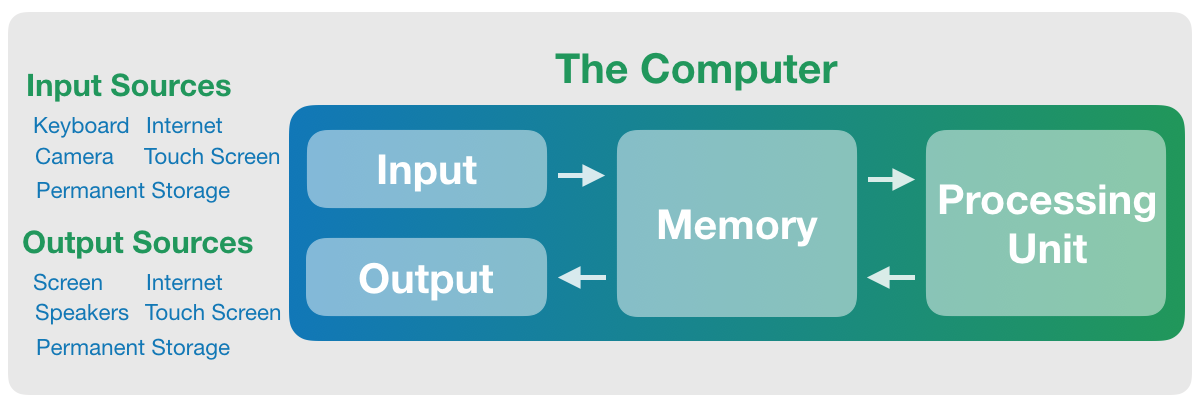 The Computer
Input Sources
Keyboard Internet
Camera Touch Screen
Permanent Storage
Output Sources
Screen Internet
Speakers Touch Screen
Permanent Storage
Input
Output
Memory
Processing
Unit